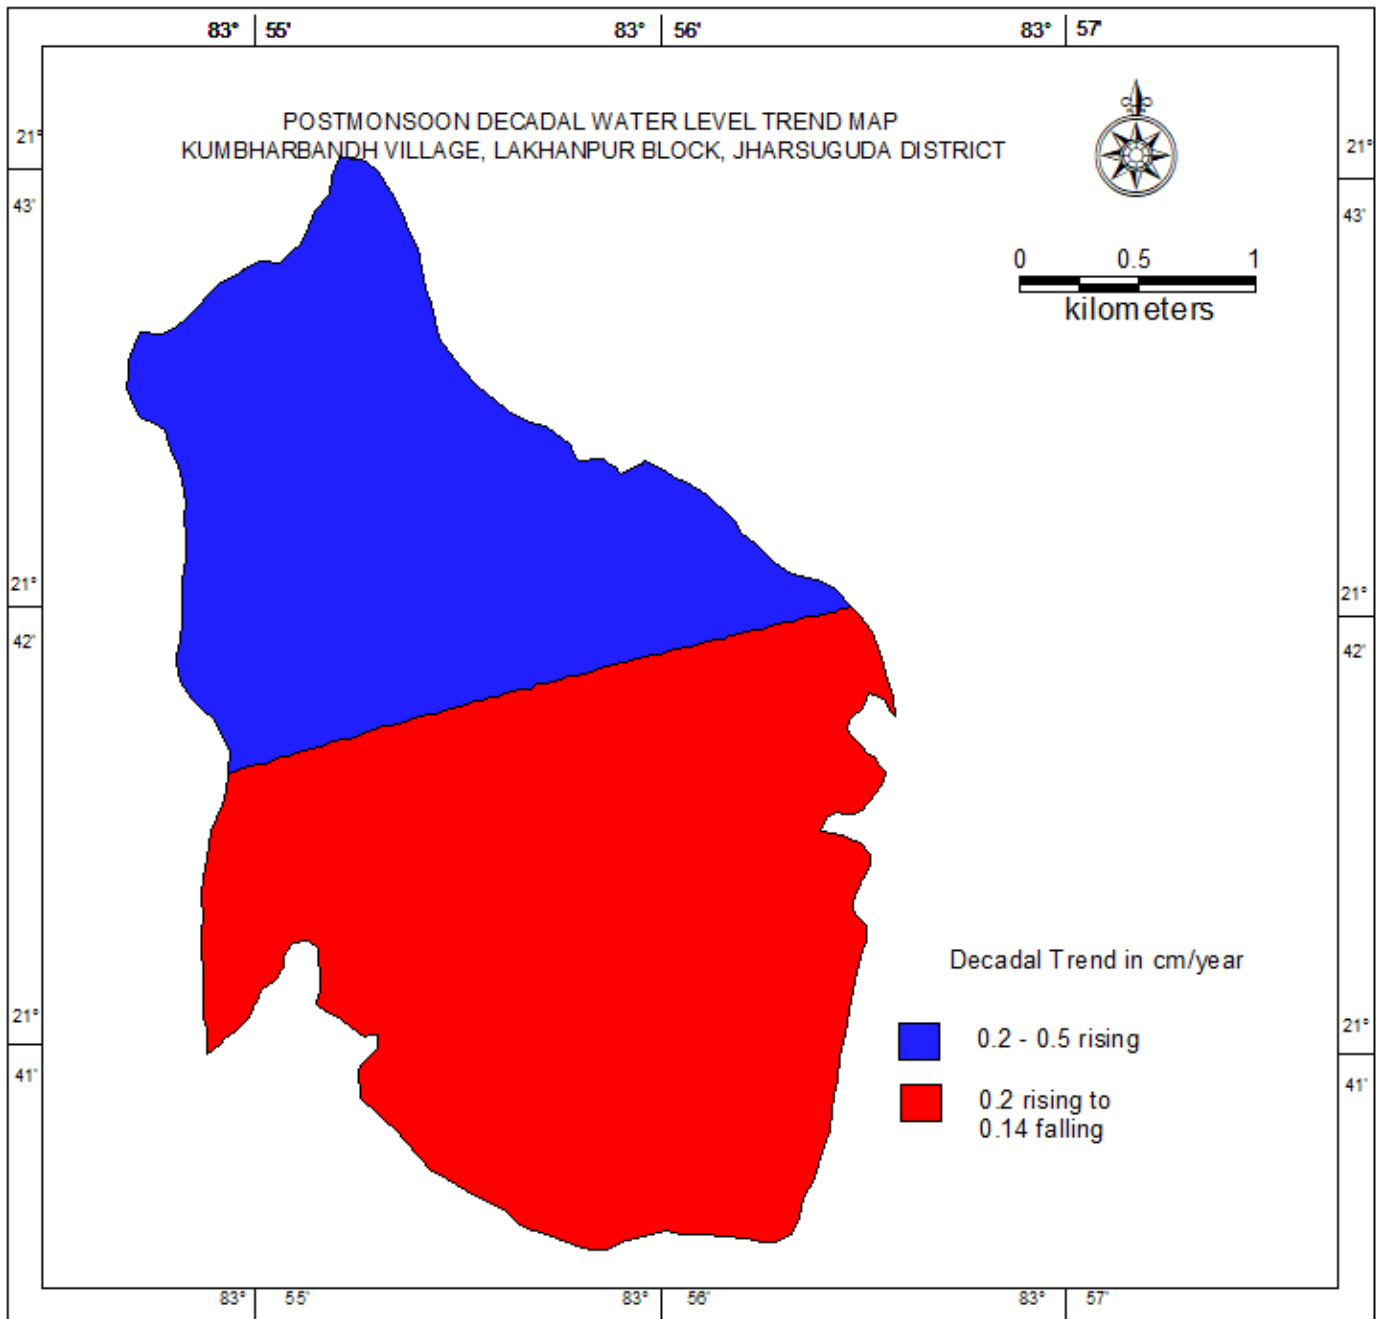 83° 55' 83° 56' 83° 57'
POSTMONSOON DECADAL WATER LEVEL TREND MAP
KUMBHARBANDH VILLAGE, LAKHANPUR BLOCK, JHARSUGUDA DISTRICT
21° 21°
43' 43'
0 0.5 1
kilometers
21° 21°
42' 42'
Decadal Trend in cm/year
21° 21°
0.2 - 0.5 rising
41' 41'
0.2 rising to
0.14 falling
83° 55' 83° 56' 83° 57'